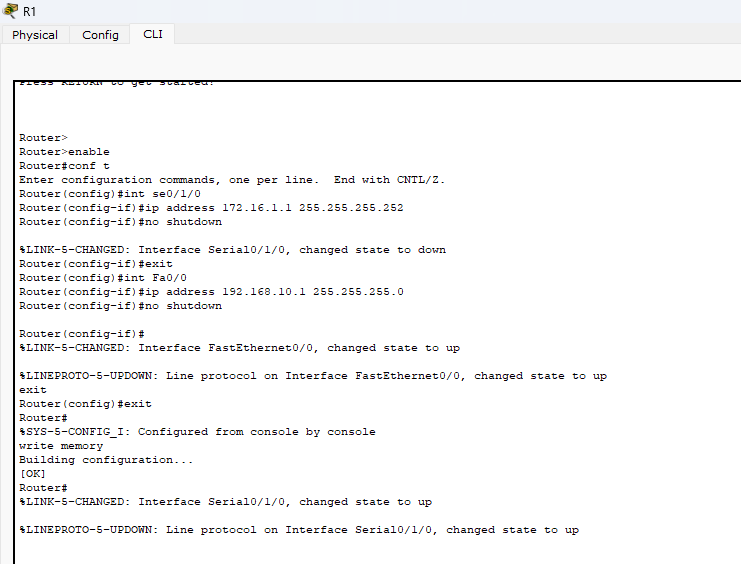 R1
Physical Config CLI
Press RETURN to get started!
Router>
Router>enable
Router#conf t
Enter configuration commands, one per line.  End with CNTL/Z.
Router(config)#int se0/1/0
Router(config-if)#ip address 172.16.1.1 255.255.255.252
Router(config-if)#no shutdown
%LINK-5-CHANGED: Interface Serial0/1/0, changed state to down
Router(config-if)#exit
Router(config)#int Fa0/0
Router(config-if)#ip address 192.168.10.1 255.255.255.0
Router(config-if)#no shutdown
Router(config-if)#
%LINK-5-CHANGED: Interface FastEthernet0/0, changed state to up
%LINEPROTO-5-UPDOWN: Line protocol on Interface FastEthernet0/0, changed state to up
exit
Router(config)#exit
Router#
%SYS-5-CONFIG_I: Configured from console by console
write memory
Building configuration...
[OK]
Router#
%LINK-5-CHANGED: Interface Serial0/1/0, changed state to up
%LINEPROTO-5-UPDOWN: Line protocol on Interface Serial0/1/0, changed state to up